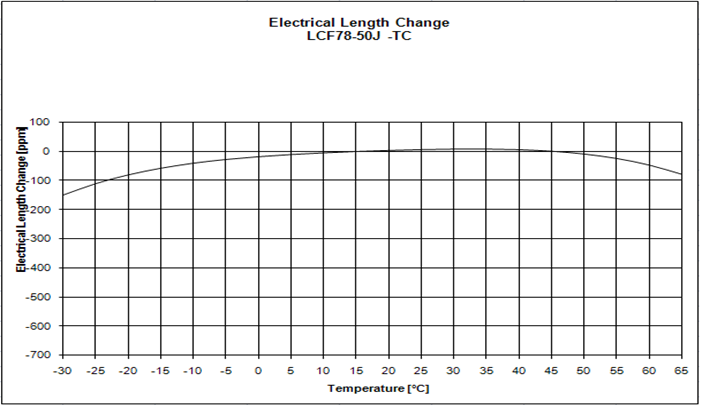 Electrical Length Change
LCF78-50J -TC
Electrical Length Change [ppm]
100
0
-100
-200
-300
-400
-500
-600
-700
-30 -25 -20 -15 -10 -5 0 5 10 15 20 25 30 35 40 45 50 55 60 65
Temperature [°C]